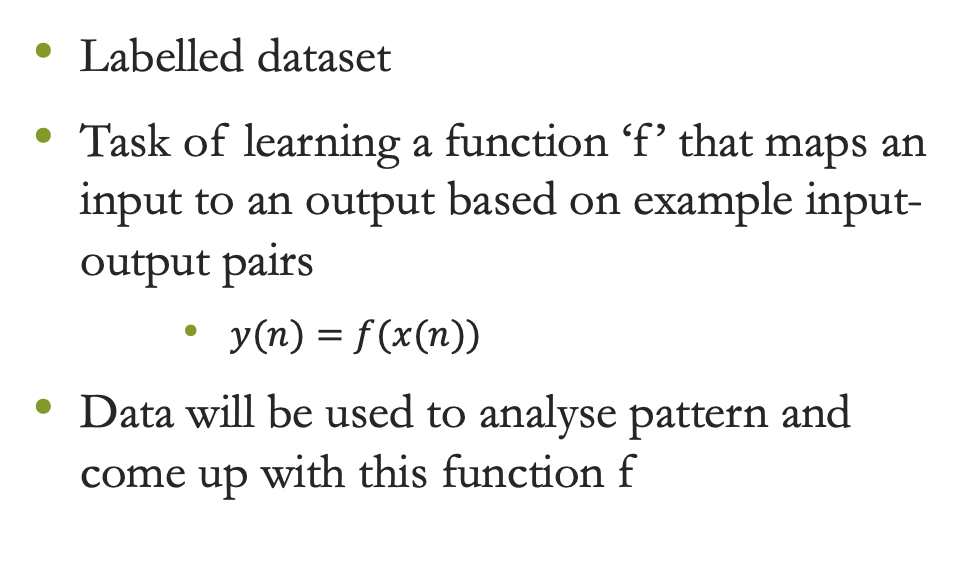 • Labelled dataset
• Task of learning a function ‘f’ that maps an
input to an output based on example input-
output pairs
• y(n) = f(x(n))
• Data will be used to analyse pattern and
come up with this function f